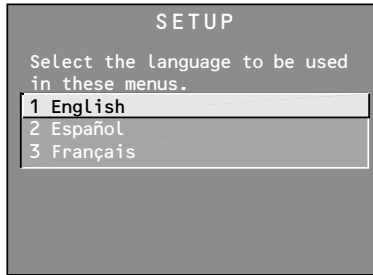 SETUP
Select the language to be used
in these menus.
1 English
2 Español
3 Français